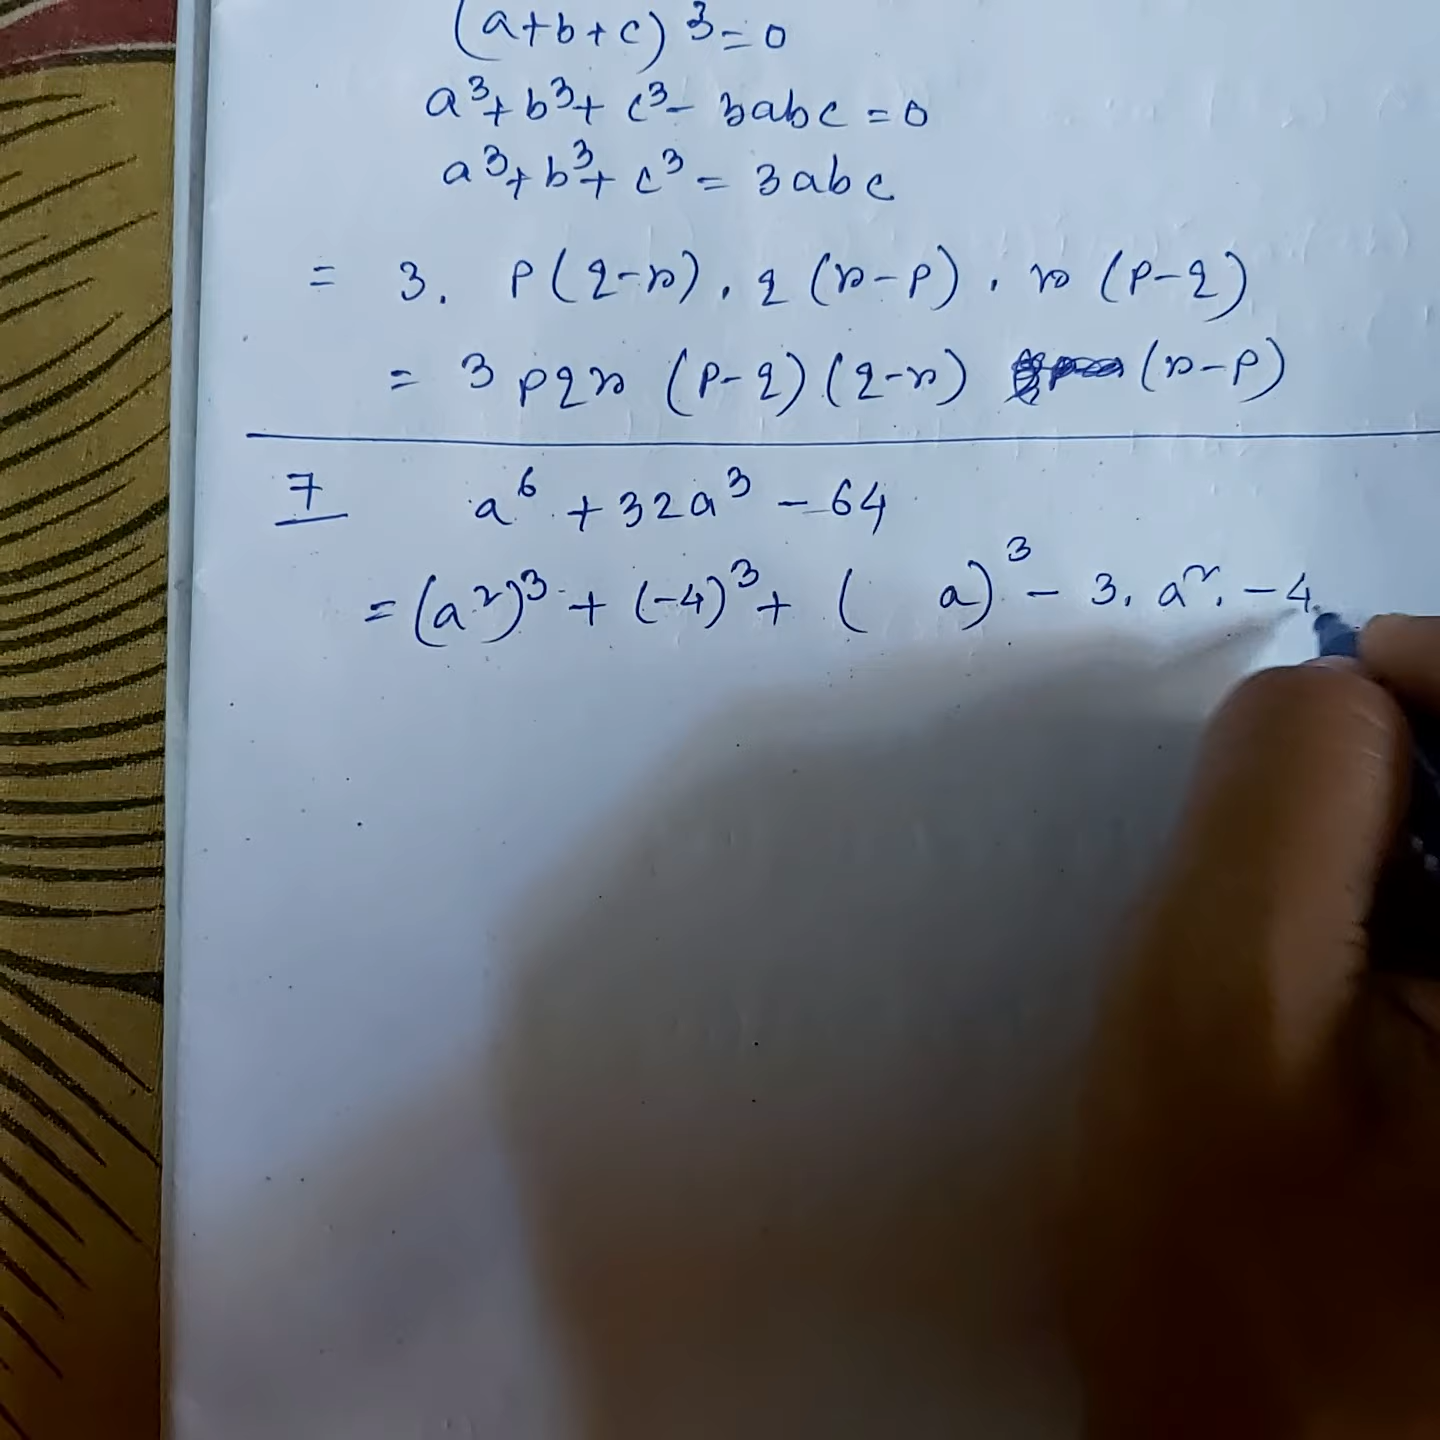 (a+b+c)³=0
a³+b³+c³-3abc=0
a³+b³+c³=3abc
= 3. p(q-r).q(r-p).r(p-q)
= 3pqr (p-q)(q-r) (r-p)
7 a⁶+32a³-64
=(a²)³+(-4)³+( a)³-3.a².-4